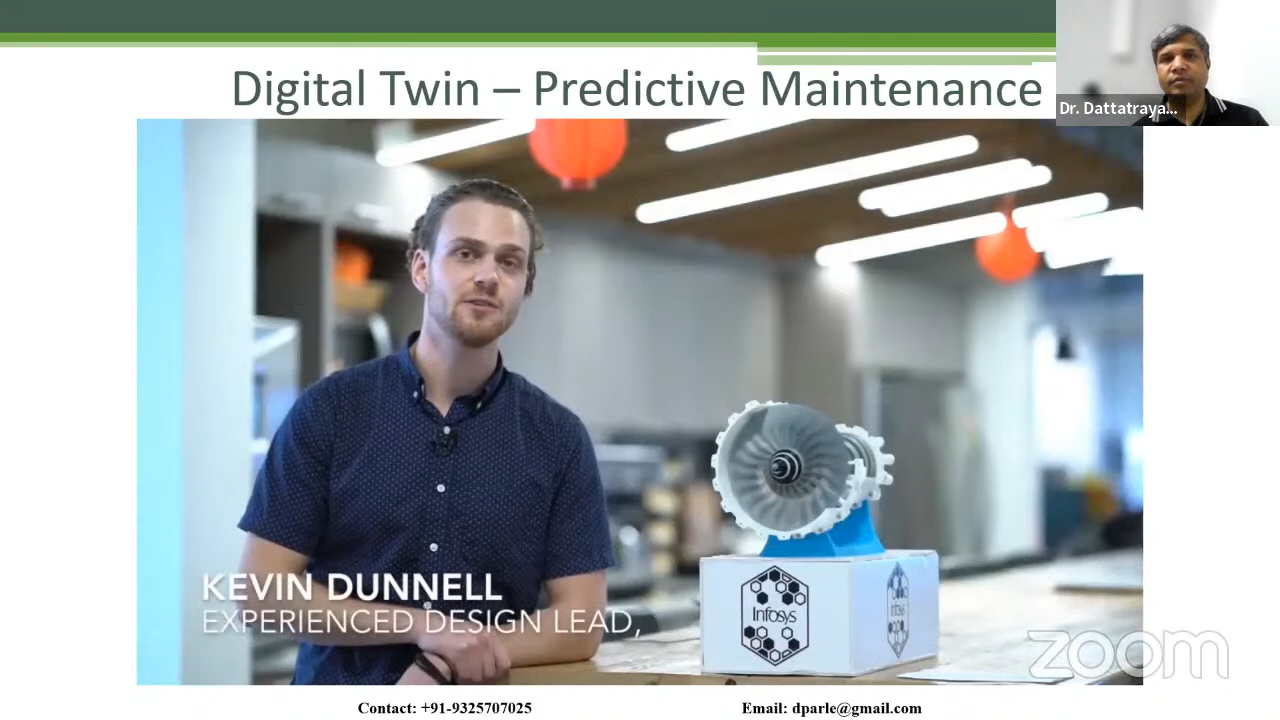 Digital Twin – Predictive Maintenance
Dr. Dattatraya...
KEVIN DUNNELL
EXPERIENCED DESIGN LEAD,
Infosys
Infosys
zoom
Contact: +91-9325707025
Email: dparle@gmail.com